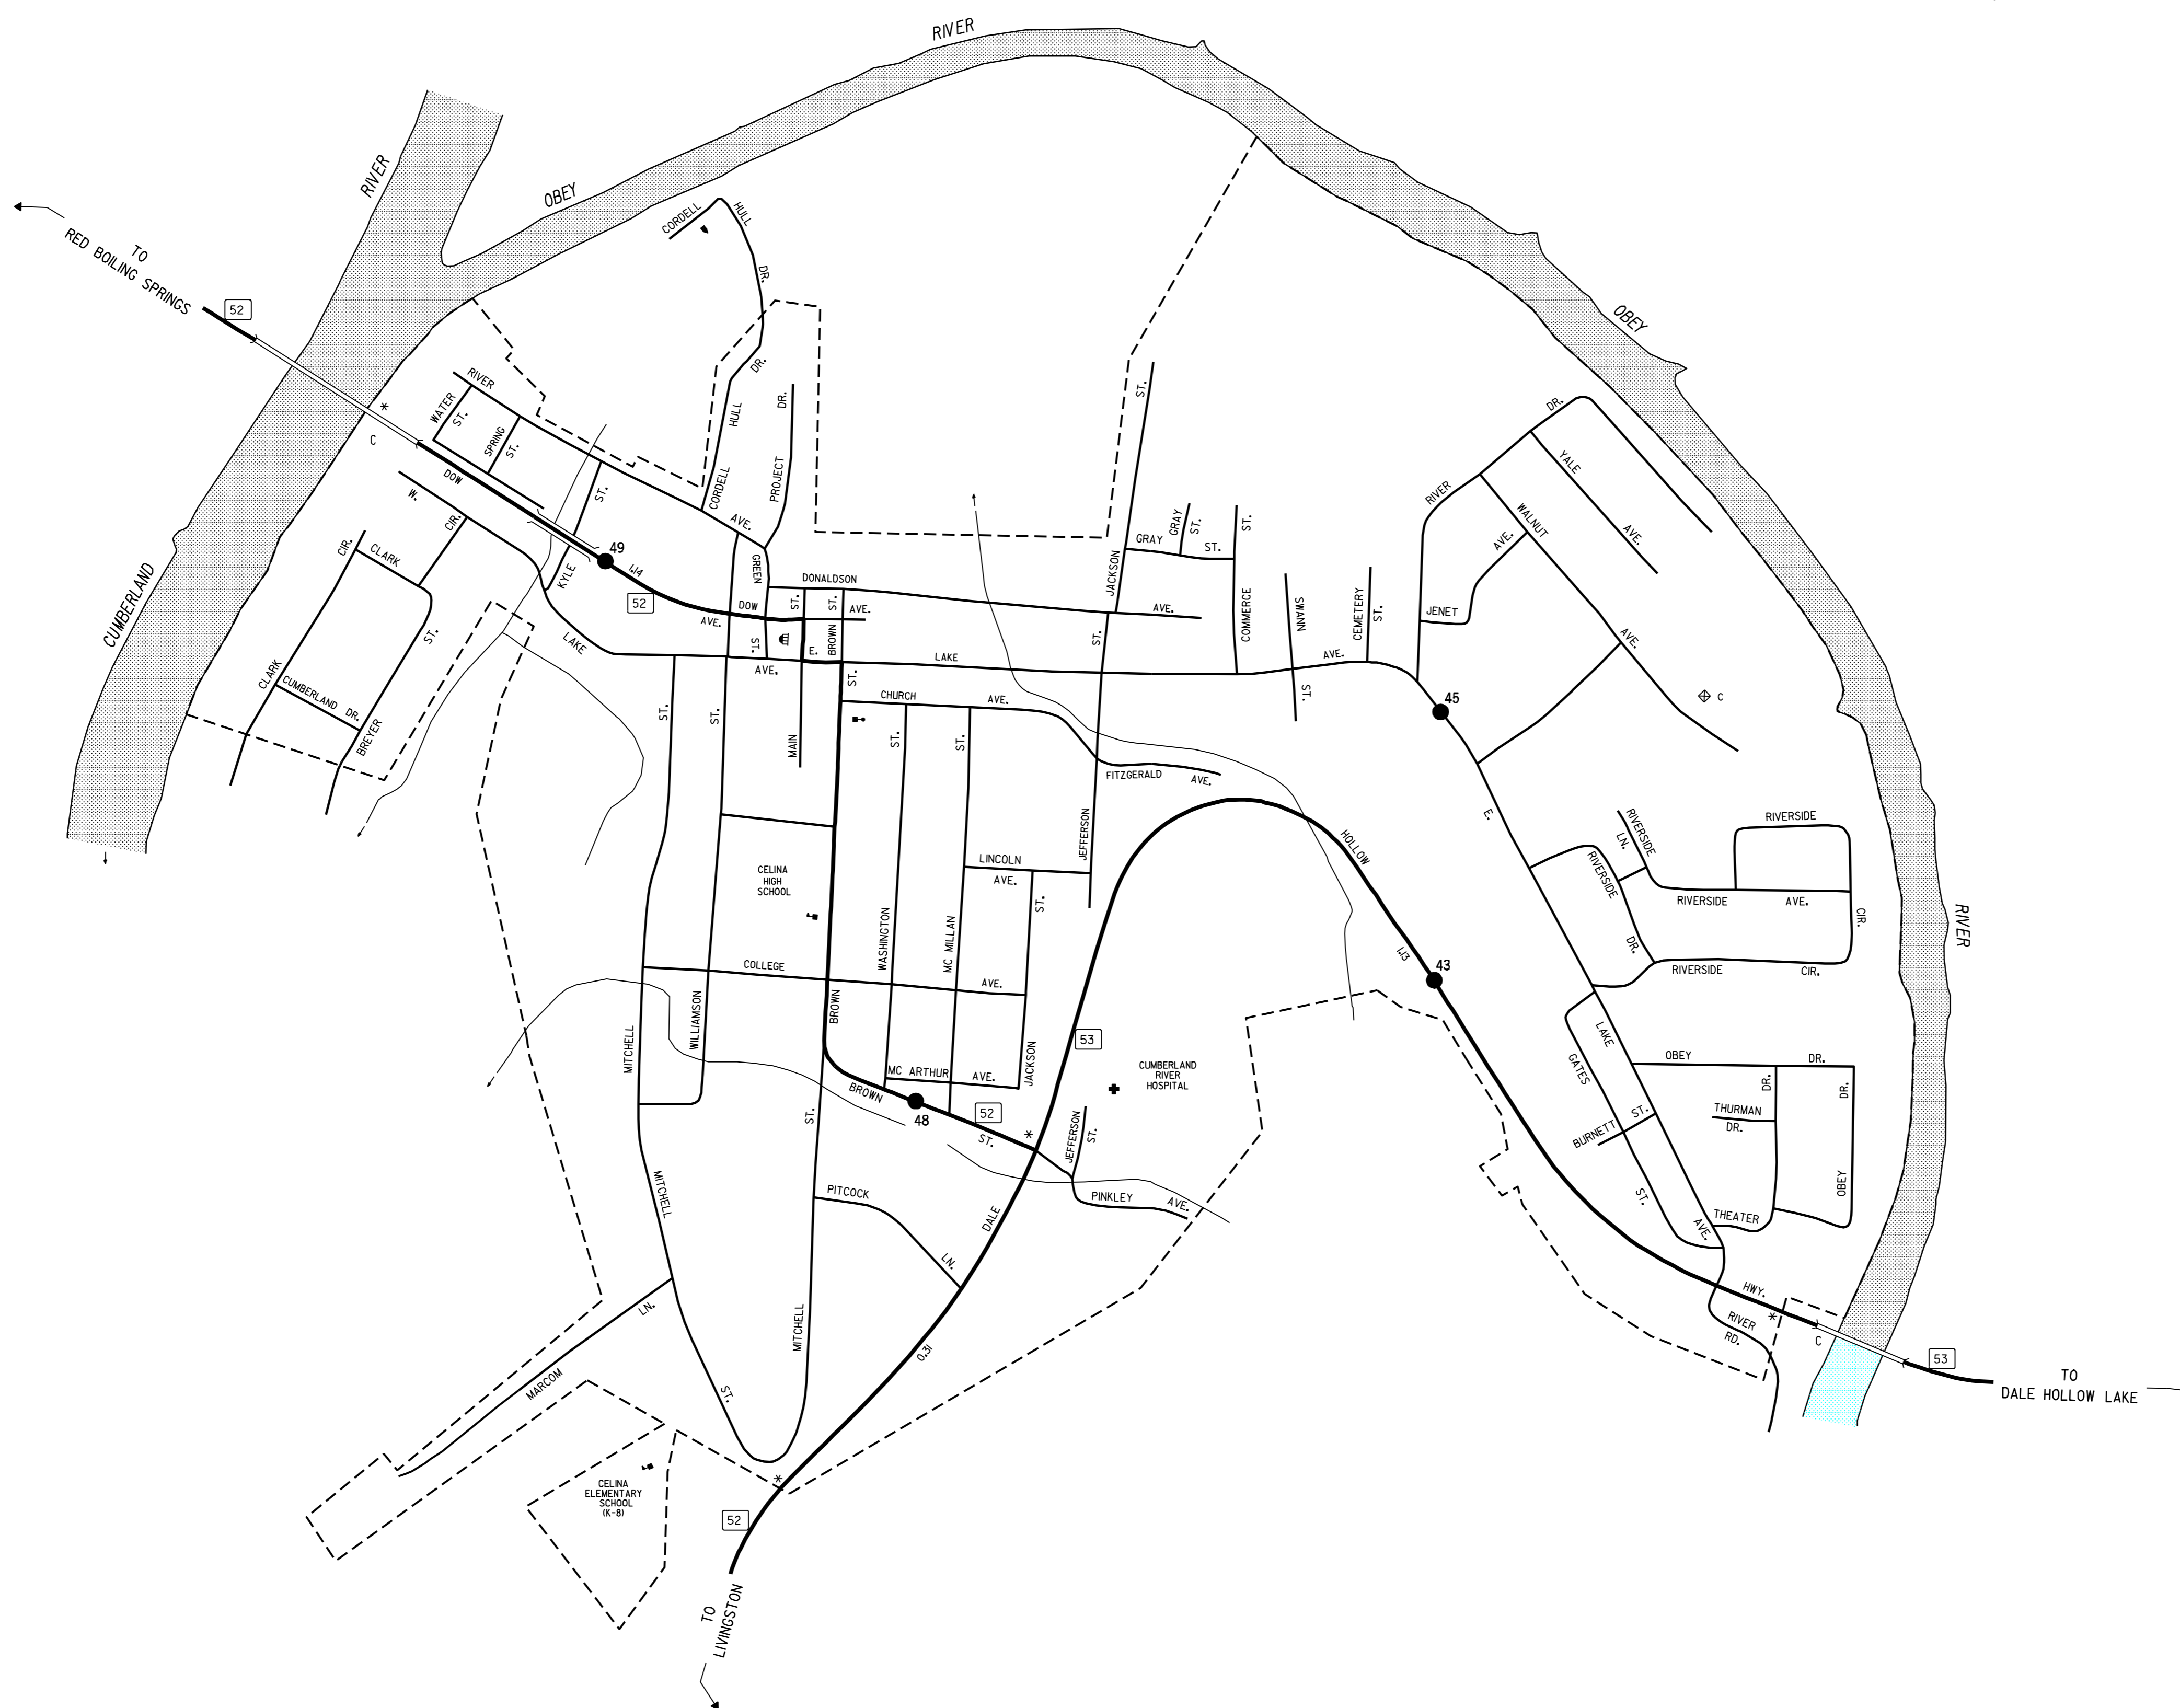 RIVER
RIVER
OBEY
TO
RED BOILING SPRINGS
52
CORDELL
HULL
DR.
OBEY
CUMBERLAND
*
C
RIVER
WATER
ST.
SPRING
ST.
DOW
W.
CIR.
CIR.
CLARK
ST.
KYLE
49
1.14
52
LAKE
CLARK
CUMBERLAND DR.
BREYER
ST.
DR.
HULL
CORDELL
DR.
PROJECT
AVE.
GREEN
DONALDSON
DOW
ST.
ST.
AVE.
AVE.
ST.
BROWN
E.
AVE.
LAKE
ST.
CHURCH
AVE.
ST.
JACKSON
AVE.
ST.
GRAY
GRAY
ST.
ST.
ST.
COMMERCE
SWANN
ST.
CEMETERY
ST.
AVE.
RIVER
DR.
YALE
AVE.
WALNUT
AVE.
AVE.
JENET
45
C
E.
ST.
ST.
MAIN
ST.
ST.
FITZGERALD
AVE.
JEFFERSON
LINCOLN
AVE.
ST.
CELINA
HIGH
SCHOOL
WASHINGTON
MC MILLAN
COLLEGE
AVE.
MITCHELL
WILLIAMSON
BROWN
JACKSON
MC ARTHUR
AVE.
BROWN
48
52
ST.
*
53
CUMBERLAND
RIVER
HOSPITAL
JEFFERSON
ST.
PINKLEY
AVE.
HOLLOW
1.13
43
RIVERSIDE
LN.
RIVERSIDE
DR.
RIVERSIDE
RIVERSIDE
AVE.
CIR.
RIVERSIDE
CIR.
RIVER
LAKE
GATES
OBEY
DR.
DR.
DR.
THURMAN
DR.
ST.
BURNETT
OBEY
ST.
AVE.
THEATER
HWY.
*
RIVER
RD.
C
53
TO
DALE HOLLOW LAKE
MITCHELL
ST.
PITCOCK
LN.
DALE
MITCHELL
0.31
LN.
MARCOM
ST.
*
CELINA
ELEMENTARY
SCHOOL
(K-8)
52
TO
LIVINGSTON